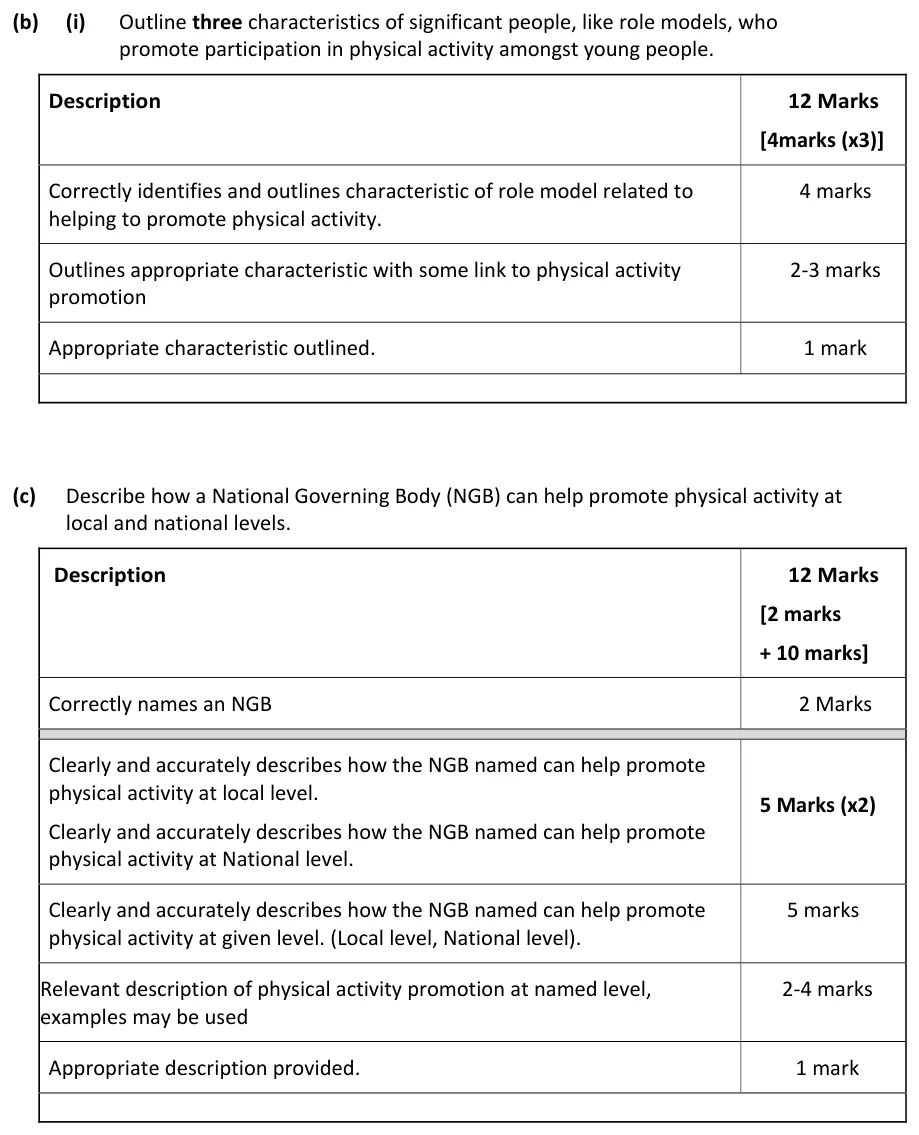 (b) (i) Outline three characteristics of significant people, like role models, who
promote participation in physical activity amongst young people.
Description 12 Marks
[4marks (x3)]
Correctly identifies and outlines characteristic of role model related to 4 marks
helping to promote physical activity.
Outlines appropriate characteristic with some link to physical activity 2-3 marks
promotion
Appropriate characteristic outlined. 1 mark
(c) Describe how a National Governing Body (NGB) can help promote physical activity at
local and national levels.
Description 12 Marks
[2 marks
+ 10 marks]
Correctly names an NGB 2 Marks
Clearly and accurately describes how the NGB named can help promote
physical activity at local level.
5 Marks (x2)
Clearly and accurately describes how the NGB named can help promote
physical activity at National level.
Clearly and accurately describes how the NGB named can help promote 5 marks
physical activity at given level. (Local level, National level).
Relevant description of physical activity promotion at named level, 2-4 marks
examples may be used
Appropriate description provided. 1 mark